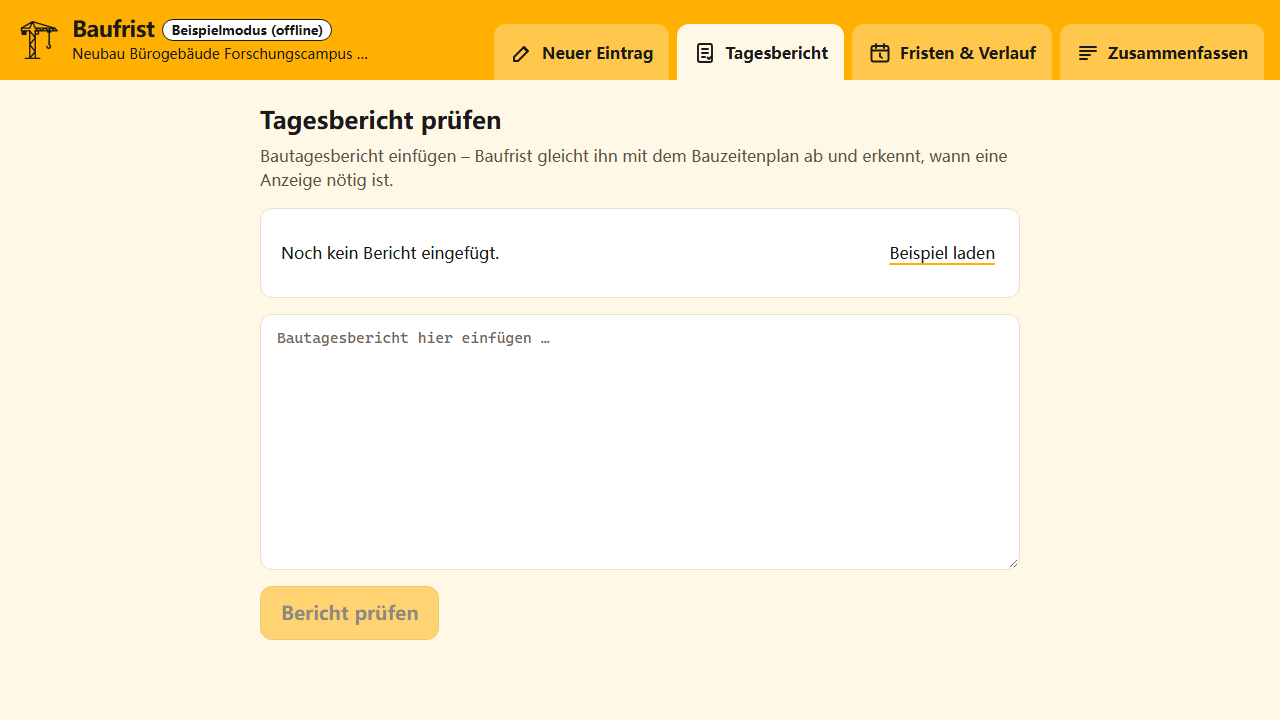 Baufrist
Beispielmodus (offline)
Neubau Bürogebäude Forschungscampus ...
Neuer Eintrag
Tagesbericht
Fristen & Verlauf
Zusammenfassen
Tagesbericht prüfen
Bautagesbericht einfügen – Baufrist gleicht ihn mit dem Bauzeitenplan ab und erkennt, wann eine
Anzeige nötig ist.
Noch kein Bericht eingefügt.
Beispiel laden
Bautagesbericht hier einfügen …
Bericht prüfen